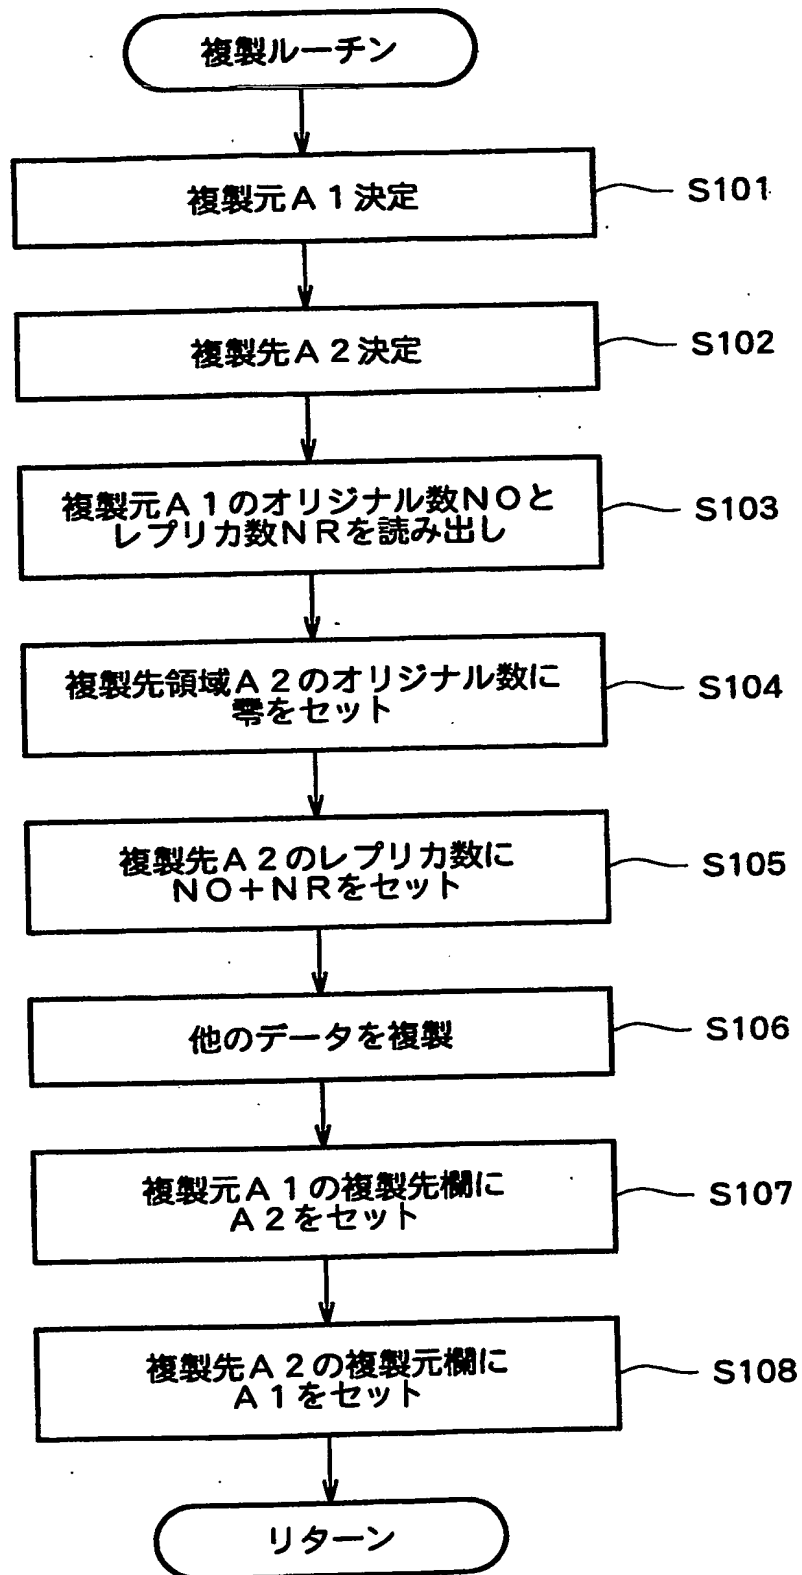 複製ルーチン
複製元A1決定
S101
複製先A2決定
S102
複製元A1のオリジナル数NOと
レプリカ数NRを読み出し
S103
複製先領域A2のオリジナル数に
零をセット
S104
複製先A2のレプリカ数に
NO+NRをセット
S105
他のデータを複製
S106
複製元A1の複製先欄に
A2をセット
S107
複製先A2の複製元欄に
A1をセット
S108
リターン